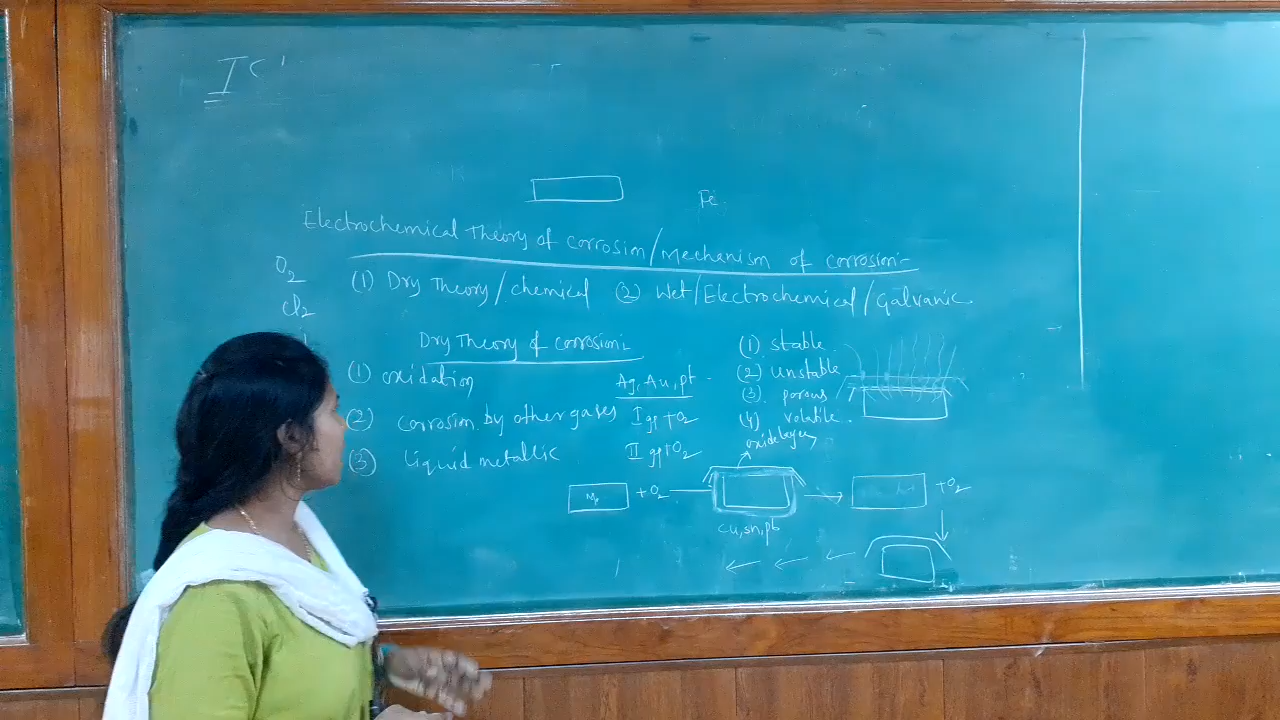 I
Fe
Electrochemical Theory of corrosion/Mechanism of corrosion:-
O2
Cl2
(1) Dry Theory/chemical (2) Wet/Electrochemical/Galvanic
Dry Theory of corrosion:-
(1) oxidation
(2) corrosion by other gases
(3) liquid metallic
Ag, Au, pt
I gp + O2
II gp + O2
(1) stable
(2) unstable
(3) porous
(4) volatile
oxide layer
+O2
Cu, Sn, pb
+O2